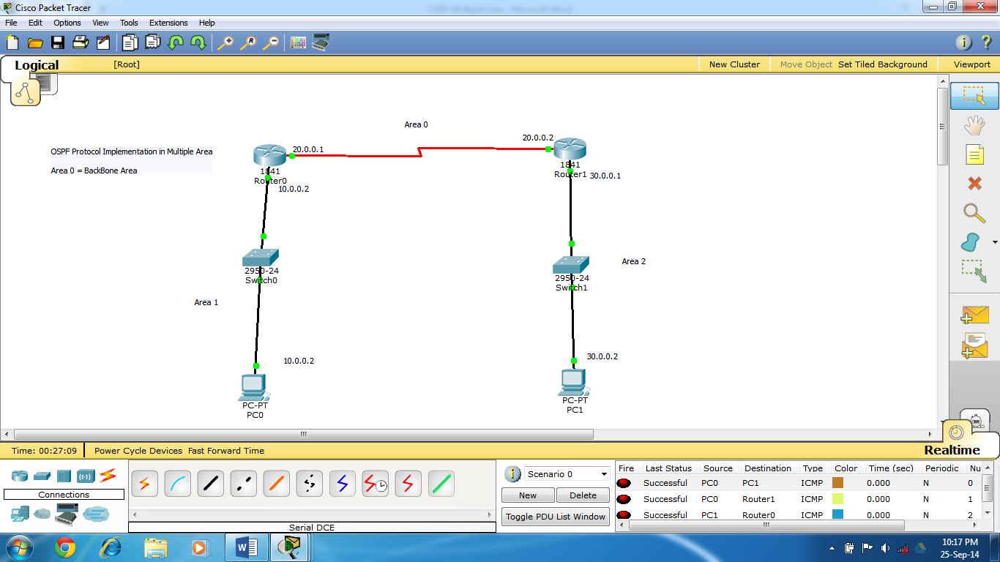 Cisco Packet Tracer
File Edit Options View Tools Extensions Help
Logical [Root] New Cluster Move Object Set Tiled Background Viewport
Area 0
OSPF Protocol Implementation in Multiple Area
Area 0 = BackBone Area
20.0.0.1
20.0.0.2
1841
Router0
10.0.0.2
1841
Router1
30.0.0.1
2950-24
Switch0
2950-24
Switch1
Area 2
Area 1
10.0.0.2
30.0.0.2
PC-PT
PC0
PC-PT
PC1
Time: 00:27:09 Power Cycle Devices Fast Forward Time Realtime
Connections
Serial DCE
Scenario 0
New Delete
Toggle PDU List Window
Fire Last Status Source Destination Type Color Time (sec) Periodic Nu
Successful PC0 PC1 ICMP 0.000 N 0
Successful PC0 Router1 ICMP 0.000 N 1
Successful PC1 Router0 ICMP 0.000 N 2
10:17 PM
25-Sep-14